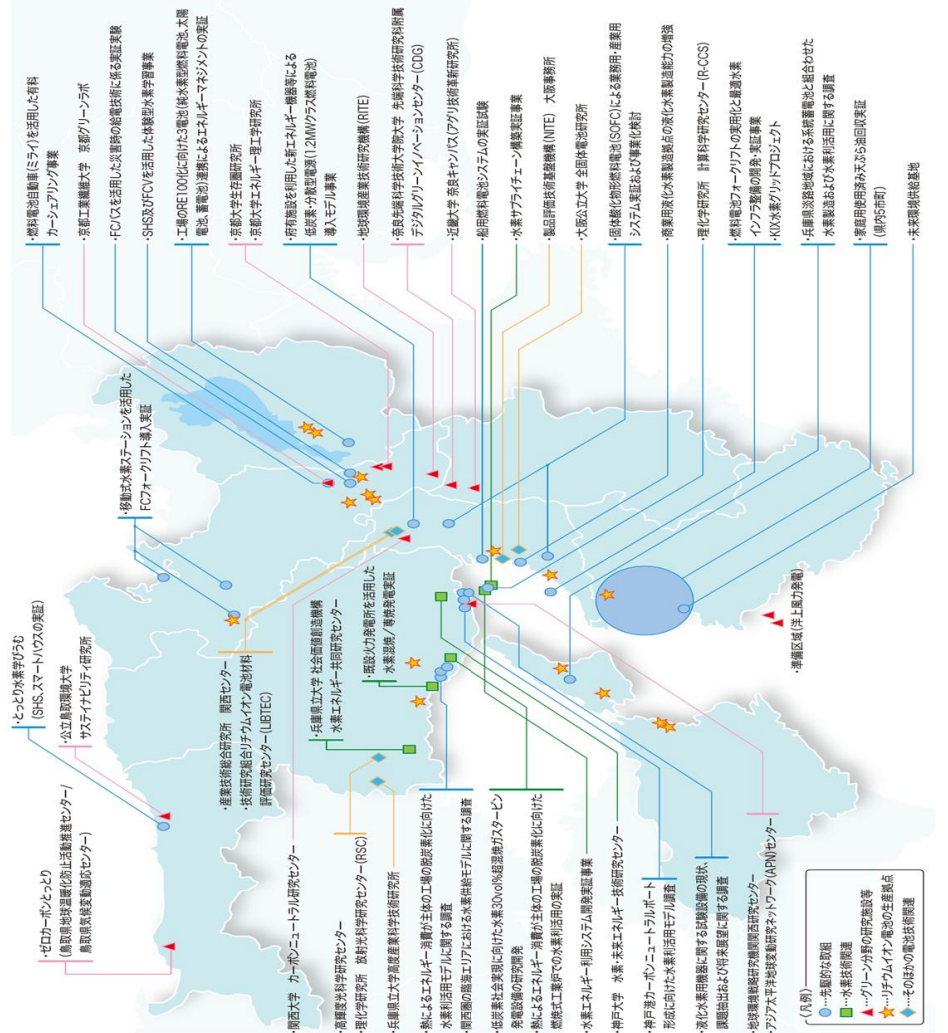 ・ゼロカーボンとっとり
（鳥取県地球温暖化防止活動推進センター/
鳥取県気候変動適応センター）
・とっとり水素学びうむ
（SHS、スマートハウスの実証）
・公立鳥取環境大学
サステイナビリティ研究所
・移動式水素ステーションを活用した
FCフォークリフト導入実証
・燃料電池自動車（ミライ）を活用した有料
カーシェアリング事業
・京都工業繊維大学　京都グリーンラボ
・FCバスを活用した災害時の給電技術に係る実証実験
・SHS及びFCVを活用した体験型水素学習事業
・工場のRE100化に向けた3電池（純水素型燃料電池、太陽
電池、蓄電池）連携によるエネルギーマネジメントの実証
・京都大学生存圏研究所
・京都大学エネルギー理工学研究所
・府有施設を利用した新エネルギー機器等による
低炭素・分散型電源（1.2MWクラス燃料電池）
導入モデル事業
・地球環境産業技術研究機構（RITE）
・奈良先端科学技術大学院大学　先端科学技術研究科附属
デジタルグリーンイノベーションセンター（CDG）
・近畿大学 奈良キャンパス（アグリ技術革新研究所）
・船用燃料電池システムの実証試験
・水素サプライチェーン構築実証事業
・製品評価技術基盤機構（NITE）　大阪事業所
・大阪公立大学 全固体電池研究所
・固体酸化物形燃料電池（SOFC）による業務用・産業用
システム実証および事業化検討
・商業用液化水素製造拠点の液化水素製造能力の増強
・理化学研究所　計算科学研究センター（R-CCS）
・燃料電池フォークリフトの実用化と最適水素
インフラ整備の開発・実証事業
・KIX水素グリッドプロジェクト
・兵庫県淡路地域における系統蓄電池と組合わせた
水素製造および水素利活用に関する調査
・家庭用使用済み天ぷら油回収実証
（県内5市町）
・未来環境供給基地
・産業技術総合研究所　関西センター
・技術研究組合リチウムイオン電池材料
評価研究センター（LIBTEC）
・兵庫県立大学 社会価値創造機構
水素エネルギー共同研究センター
・既設火力発電所を活用した
水素混焼／専焼発電実証
・準備区域（洋上風力発電）
・関西大学　カーボンニュートラル研究センター
・高輝度光科学研究センター
・理化学研究所　放射光科学研究センター（RSC）
・兵庫県立大学高度産業科学技術研究所
・熱によるエネルギー消費が主体の工場の脱炭素化に向けた
水素利活用モデルに関する調査
・関西圏の臨海エリアにおける水素供給モデルに関する調査
・低炭素社会実現に向けた水素30vol%超混焼ガスタービン
発電設備の研究開発
・熱によるエネルギー消費が主体の工場の脱炭素化に向けた
燃焼式工業炉での水素利活用の実証
・水素エネルギー利用システム開発実証事業
・神戸大学　水素・未来エネルギー技術研究センター
・神戸港カーボンニュートラルポート
形成に向けた水素利活用モデル調査
・液化水素用機器に関する試験設備の現状、
課題抽出および将来展望に関する調査
・地球環境戦略研究機関関西研究センター
・アジア太平洋地球変動研究ネットワーク（APN）センター
（凡例）
…先駆的な取組
…水素技術関連
…グリーン分野の研究施設等
…リチウムイオン電池の生産拠点
…そのほかの電池技術関連